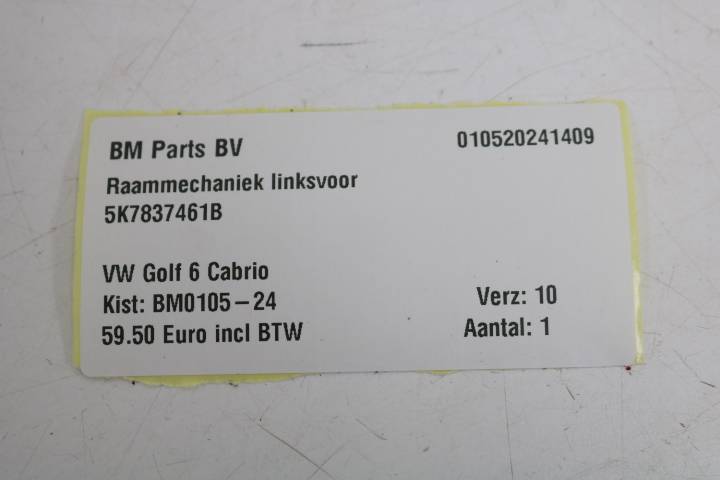 BM Parts BV 010520241409
Raammechaniek linksvoor
5K7837461B
VW Golf 6 Cabrio
Kist: BM0105-24 Verz: 10
59.50 Euro incl BTW Aantal: 1